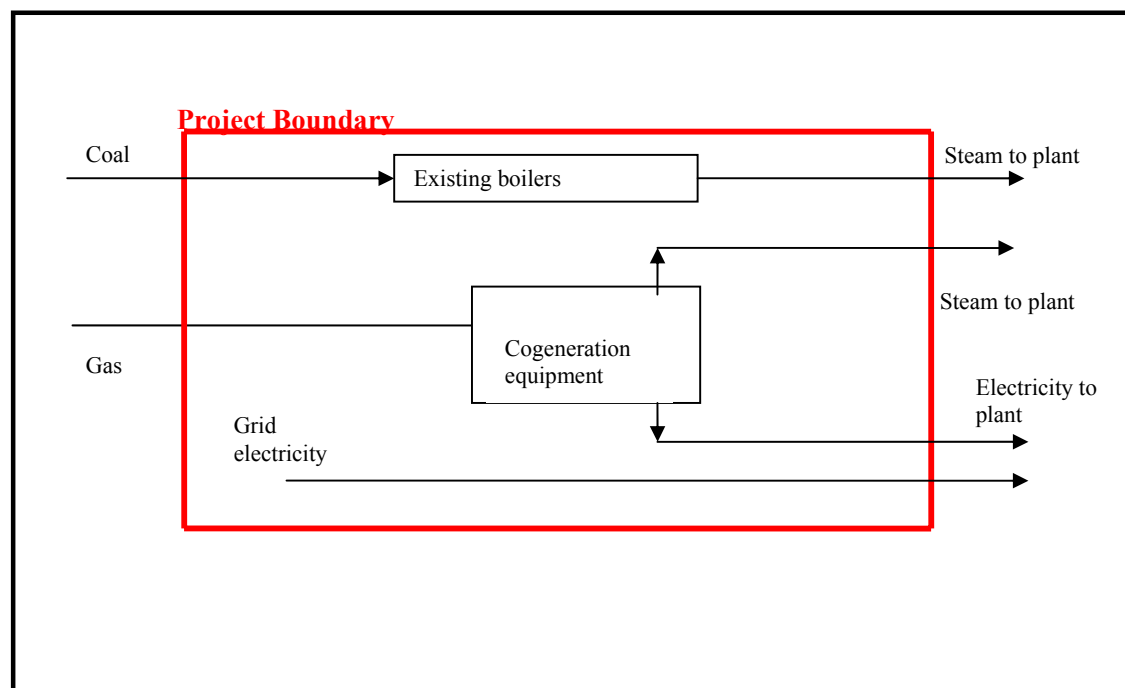 Project Boundary
Coal
Existing boilers
Steam to plant
Steam to plant
Gas
Cogeneration
equipment
Electricity to
plant
Grid
electricity